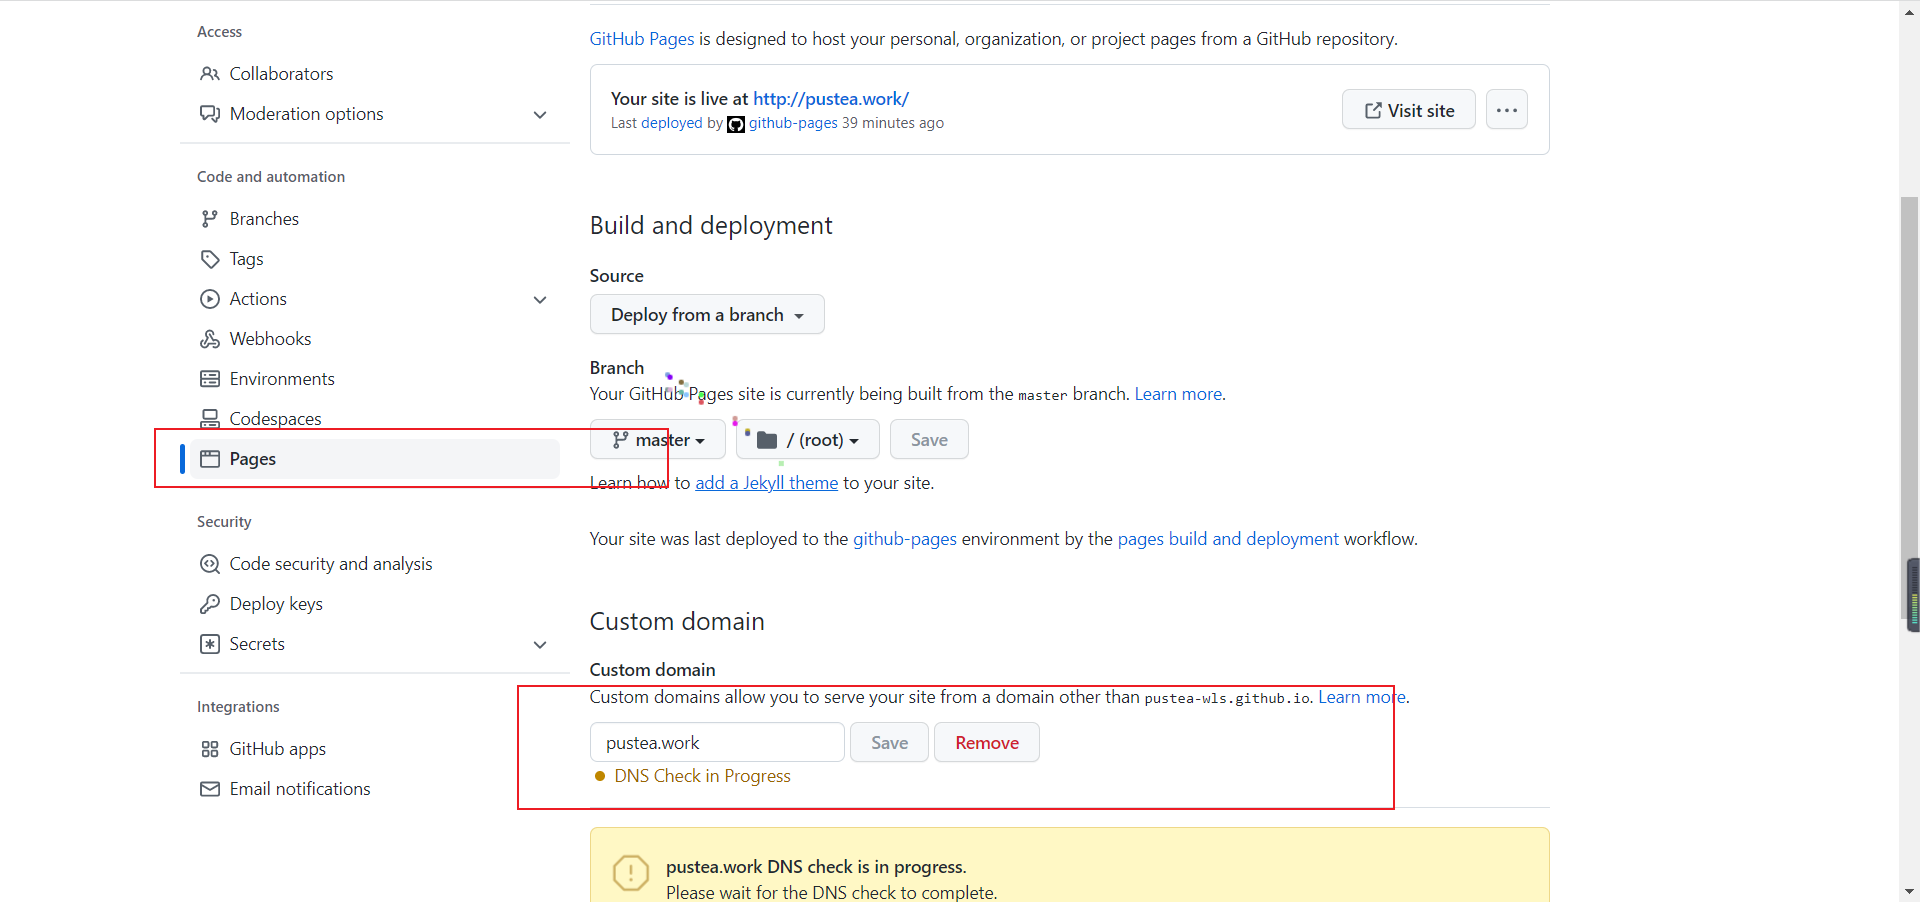 Access
Collaborators
Moderation options
Code and automation
Branches
Tags
Actions
Webhooks
Environments
Codespaces
Pages
Security
Code security and analysis
Deploy keys
Secrets
Integrations
GitHub apps
Email notifications
GitHub Pages is designed to host your personal, organization, or project pages from a GitHub repository.
Your site is live at http://pustea.work/
Last deployed by github-pages 39 minutes ago
Visit site
Build and deployment
Source
Deploy from a branch
Branch
Your GitHub Pages site is currently being built from the master branch. Learn more.
master
/ (root)
Save
Learn how to add a Jekyll theme to your site.
Your site was last deployed to the github-pages environment by the pages build and deployment workflow.
Custom domain
Custom domain
Custom domains allow you to serve your site from a domain other than pustea-wls.github.io. Learn more.
pustea.work
Save
Remove
DNS Check in Progress
pustea.work DNS check is in progress.
Please wait for the DNS check to complete.